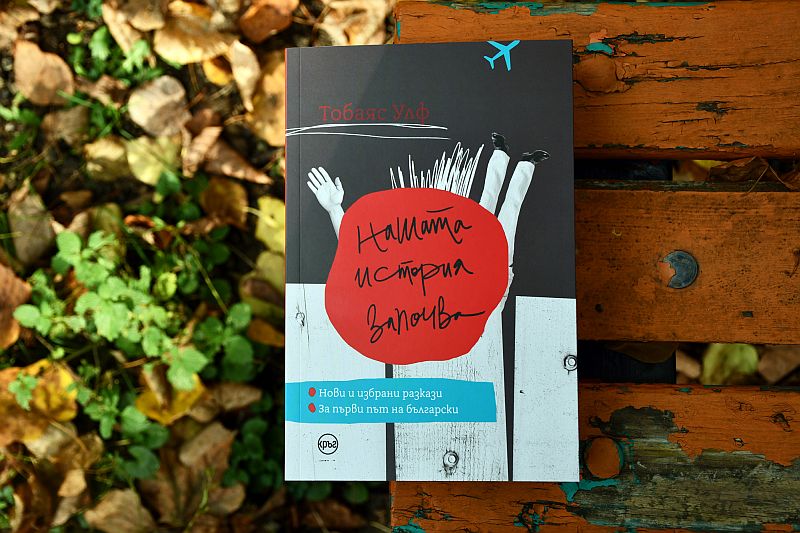 Тобаяс Улф
Нашата
история
започва
Нови и избрани разкази
За първи път на български
кръг